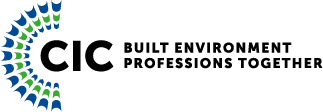 CIC BUILT ENVIRONMENT
PROFESSIONS TOGETHER